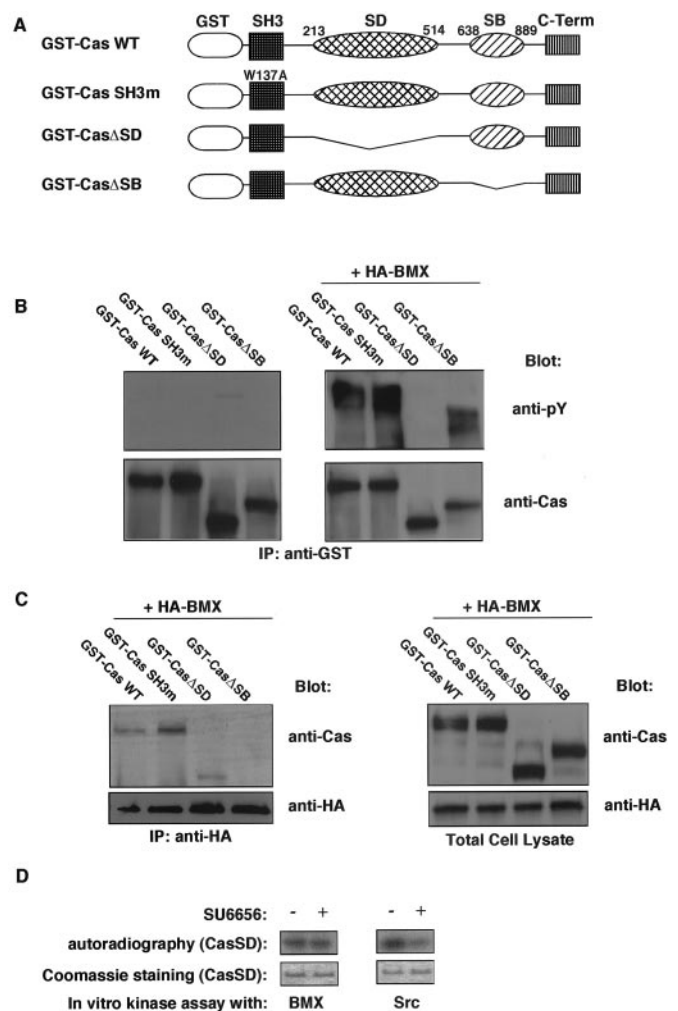 A
GST SH3 SD SB C-Term
GST-Cas WT 213 514 638 889
W137A
GST-Cas SH3m
GST-CasΔSD
GST-CasΔSB
B
+ HA-BMX
GST-Cas WT GST-Cas SH3m GST-CasΔSD GST-CasΔSB
GST-Cas WT GST-Cas SH3m GST-CasΔSD GST-CasΔSB
Blot:
anti-pY
anti-Cas
IP: anti-GST
C
+ HA-BMX
GST-Cas WT GST-Cas SH3m GST-CasΔSD GST-CasΔSB
Blot:
anti-Cas
anti-HA
IP: anti-HA
+ HA-BMX
GST-Cas WT GST-Cas SH3m GST-CasΔSD GST-CasΔSB
Blot:
anti-Cas
anti-HA
Total Cell Lysate
D
SU6656: - + - +
autoradiography (CasSD):
Coomassie staining (CasSD):
In vitro kinase assay with: BMX Src